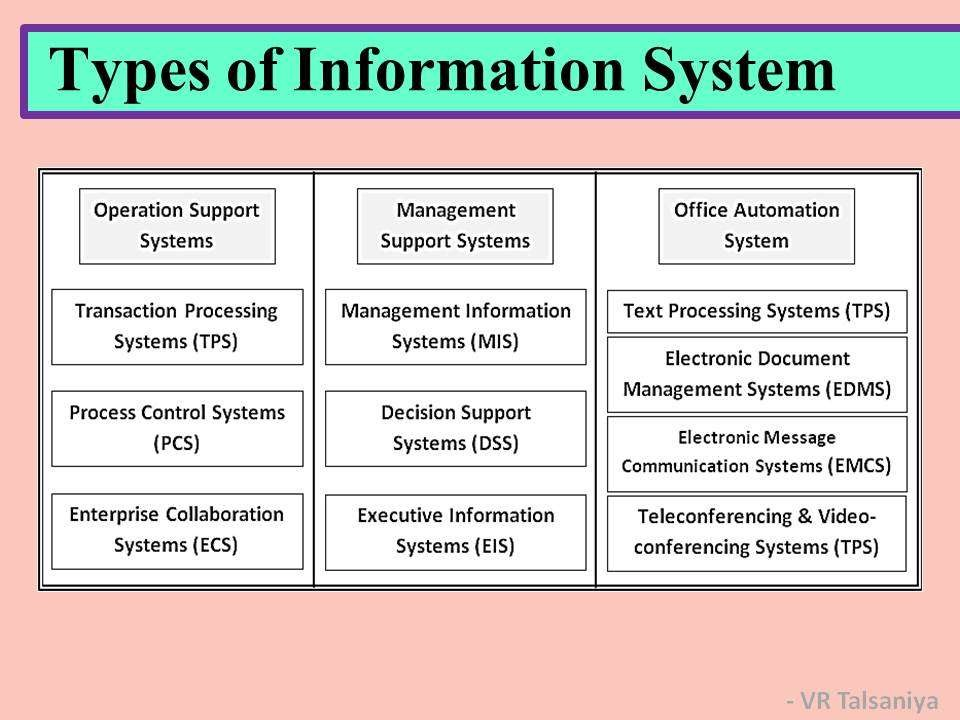 Types of Information System
Operation Support
Systems
Transaction Processing
Systems (TPS)
Process Control Systems
(PCS)
Enterprise Collaboration
Systems (ECS)
Management
Support Systems
Management Information
Systems (MIS)
Decision Support
Systems (DSS)
Executive Information
Systems (EIS)
Office Automation
System
Text Processing Systems (TPS)
Electronic Document
Management Systems (EDMS)
Electronic Message
Communication Systems (EMCS)
Teleconferencing & Video-
conferencing Systems (TPS)
- VR Talsaniya